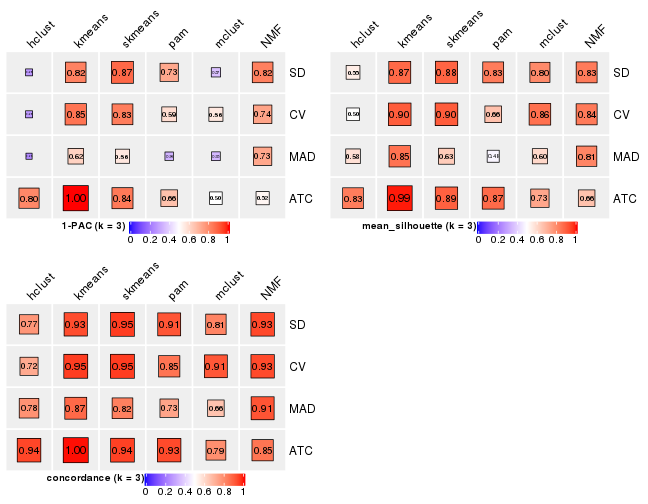 hclust kmeans skmeans pam mclust NMF
0.82 0.87 0.73 0.82 SD
0.85 0.83 0.59 0.56 0.74 CV
0.62 0.56 0.73 MAD
0.80 1.00 0.84 0.66 0.50 0.52 ATC
1-PAC (k = 3)
0 0.2 0.4 0.6 0.8 1
hclust kmeans skmeans pam mclust NMF
0.55 0.87 0.88 0.83 0.80 0.83 SD
0.50 0.90 0.90 0.66 0.86 0.84 CV
0.58 0.85 0.63 0.60 0.81 MAD
0.83 0.99 0.89 0.87 0.73 0.66 ATC
mean_silhouette (k = 3)
0 0.2 0.4 0.6 0.8 1
hclust kmeans skmeans pam mclust NMF
0.77 0.93 0.95 0.91 0.81 0.93 SD
0.72 0.95 0.95 0.85 0.91 0.93 CV
0.78 0.87 0.82 0.73 0.66 0.91 MAD
0.94 1.00 0.94 0.93 0.79 0.85 ATC
concordance (k = 3)
0 0.2 0.4 0.6 0.8 1